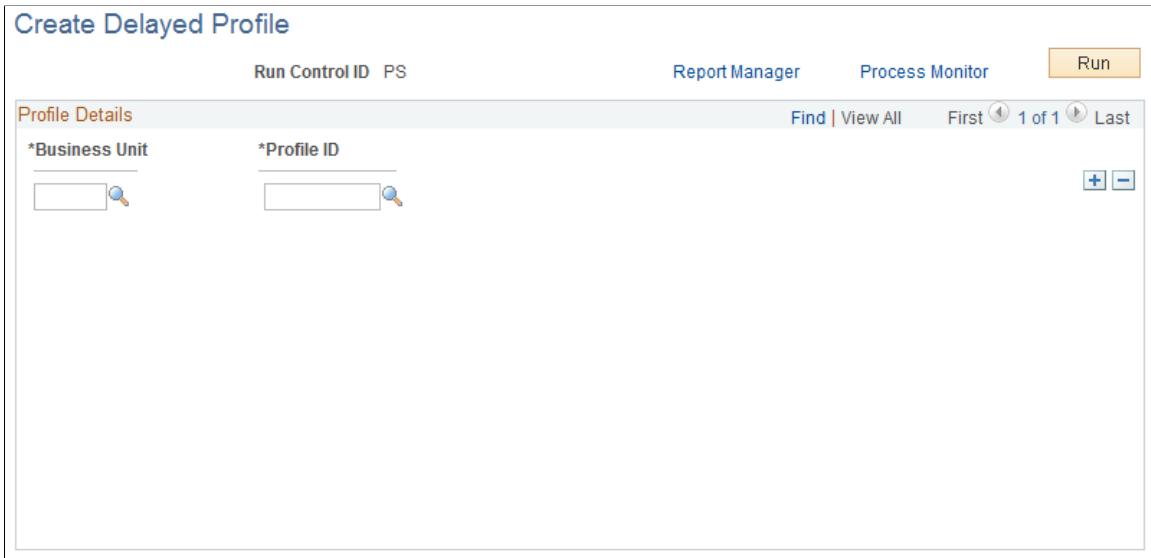 Create Delayed Profile
Run Control ID PS Report Manager Process Monitor Run
Profile Details Find | View All First 1 of 1 Last
*Business Unit *Profile ID